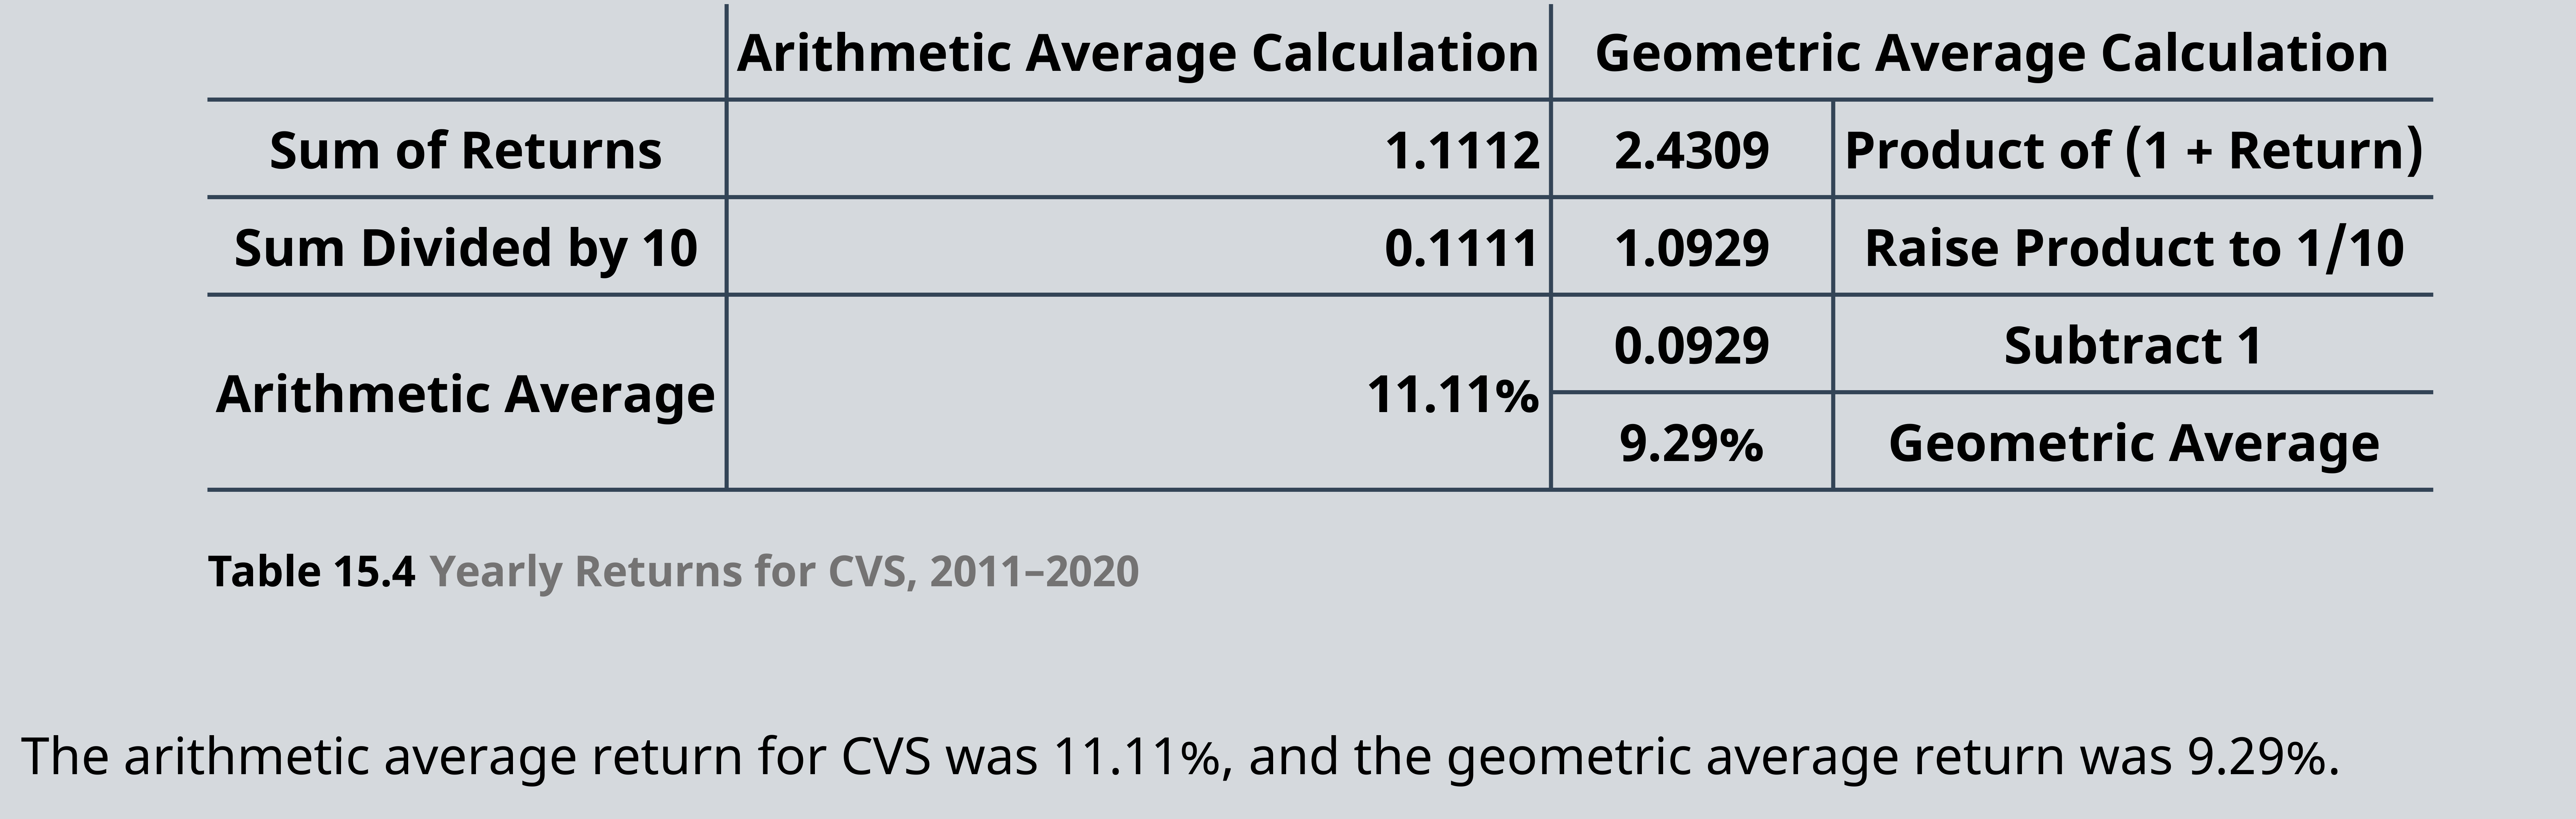 Arithmetic Average Calculation Geometric Average Calculation
Sum of Returns 1.1112 2.4309 Product of (1 + Return)
Sum Divided by 10 0.1111 1.0929 Raise Product to 1/10
Arithmetic Average 11.11% 0.0929 Subtract 1
9.29% Geometric Average
Table 15.4 Yearly Returns for CVS, 2011–2020
The arithmetic average return for CVS was 11.11%, and the geometric average return was 9.29%.